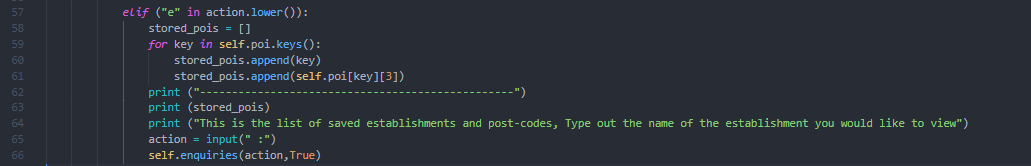 57 elif ("e" in action.lower()):
58 stored_pois = []
59 for key in self.poi.keys():
60 stored_pois.append(key)
61 stored_pois.append(self.poi[key][3])
62 print ("-------------------------------------------------")
63 print (stored_pois)
64 print ("This is the list of saved establishments and post-codes, Type out the name of the establishment you would like to view")
65 action = input(" :")
66 self.enquiries(action,True)